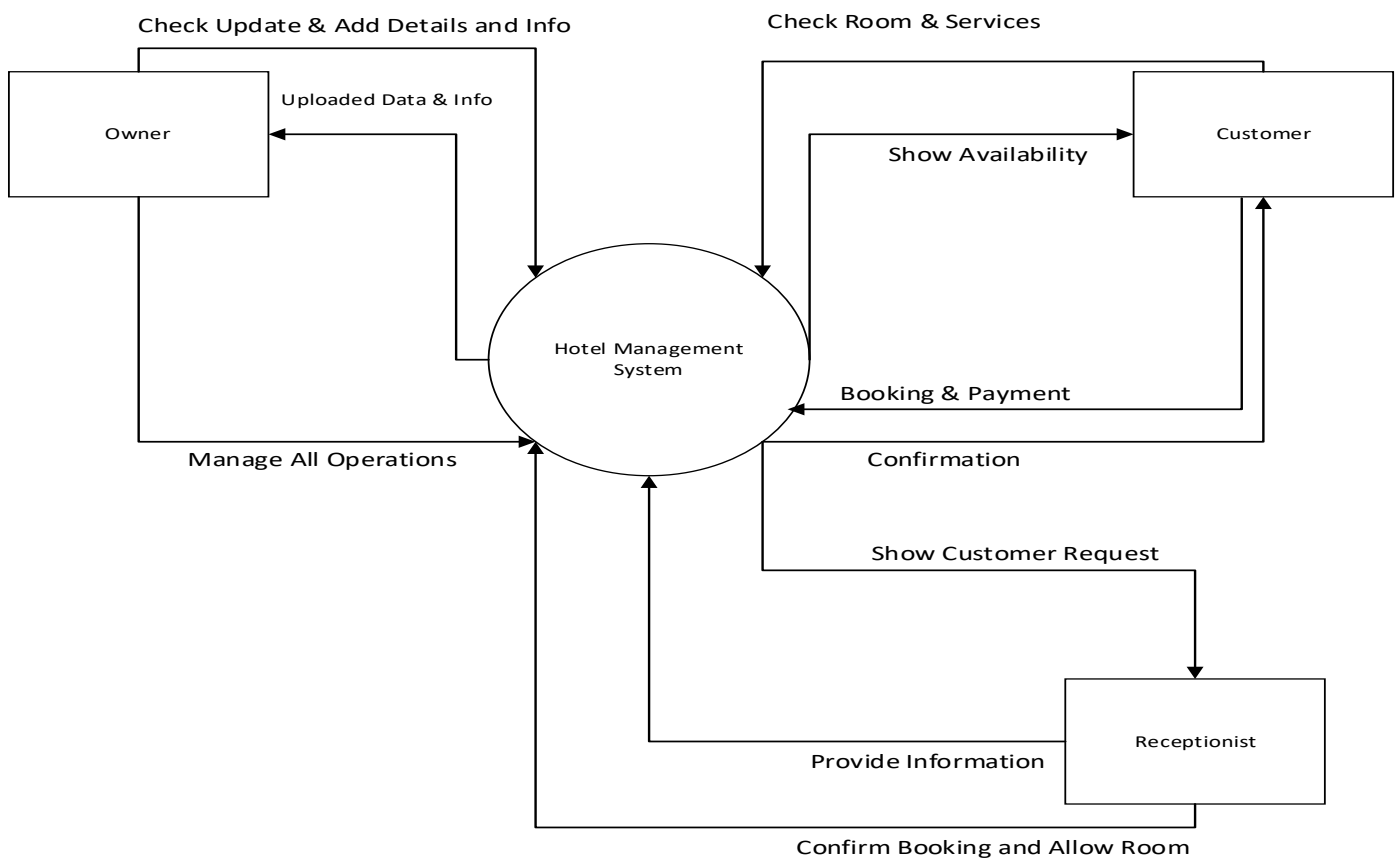 Check Update & Add Details and Info
Check Room & Services
Uploaded Data & Info
Owner
Customer
Show Availability
Hotel Management
System
Booking & Payment
Manage All Operations
Confirmation
Show Customer Request
Receptionist
Provide Information
Confirm Booking and Allow Room